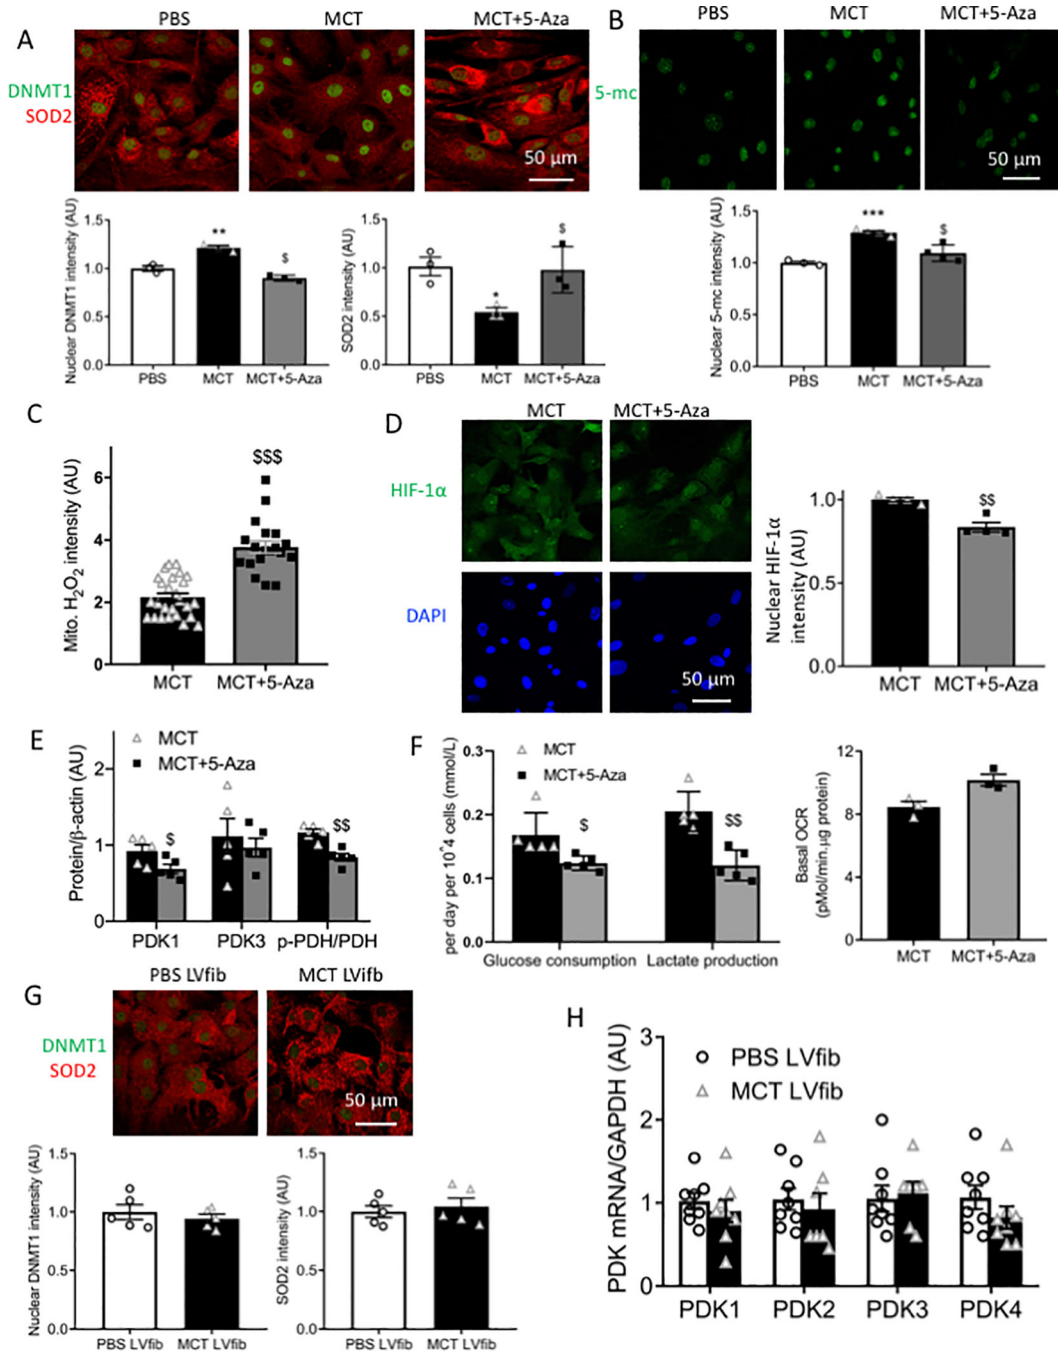 A
PBS
MCT
MCT+5-Aza
DNMT1
SOD2
50 µm
Nuclear DNMT1 intensity (AU)
1.5
1.0
0.5
0.0
**
$
PBS
MCT
MCT+5-Aza
SOD2 intensity (AU)
1.5
1.0
0.5
0.0
*
$
PBS
MCT
MCT+5-Aza
B
PBS
MCT
MCT+5-Aza
5-mc
50 µm
Nuclear 5-mc intensity (AU)
1.5
1.0
0.5
0.0
***
$
PBS
MCT
MCT+5-Aza
C
Mito. H2O2 intensity (AU)
6
4
2
0
$$$
MCT
MCT+5-Aza
D
MCT
MCT+5-Aza
HIF-1α
DAPI
50 µm
Nuclear HIF-1α
intensity (AU)
1.0
0.5
0.0
$$
MCT
MCT+5-Aza
E
MCT
MCT+5-Aza
Protein/β-actin (AU)
2
1
0
$
$$
PDK1
PDK3
p-PDH/PDH
F
MCT
MCT+5-Aza
per day per 10^4 cells (mmol/L)
0.3
0.2
0.1
0.0
$
$$
Glucose consumption
Lactate production
Basal OCR
(pMol/min.µg protein)
12
8
4
0
MCT
MCT+5-Aza
G
PBS LVfib
MCT LVifb
DNMT1
SOD2
50 µm
Nuclear DNMT1 intensity (AU)
1.5
1.0
0.5
0.0
PBS LVfib
MCT LVfib
SOD2 intensity (AU)
1.5
1.0
0.5
0.0
PBS LVfib
MCT LVfib
H
PBS LVfib
MCT LVfib
PDK mRNA/GAPDH (AU)
3
2
1
0
PDK1
PDK2
PDK3
PDK4